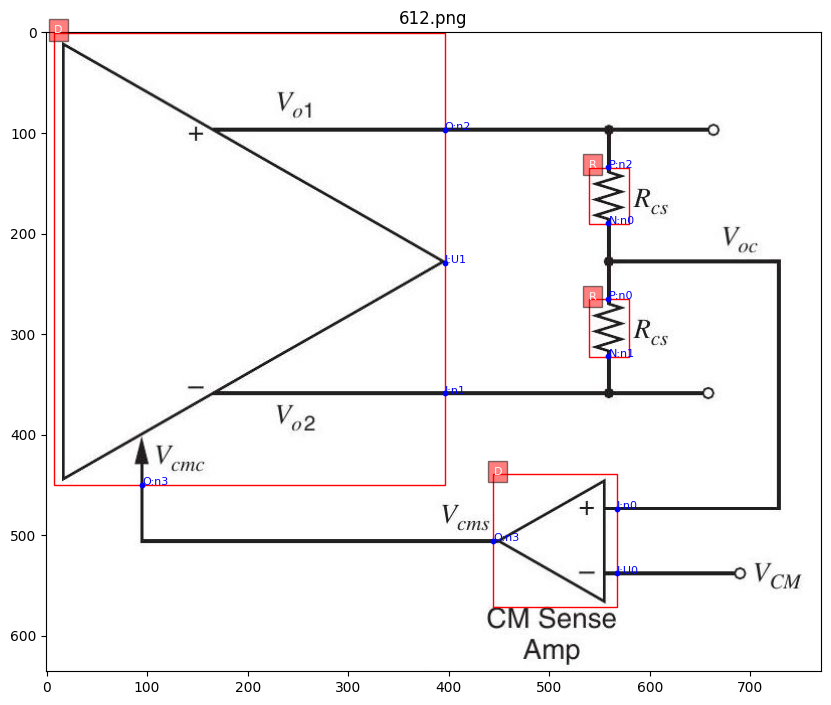 612.png
D
0
100
200
300
400
500
600
0 100 200 300 400 500 600 700
V_{o1}
+
O:n2
R
P:n2
R_{cs}
N:n0
V_{oc}
I:U1
R
P:n0
R_{cs}
N:n1
−
I:n1
V_{o2}
V_{cmc}
O:n3
D
V_{cms}
O:n3
+
I:n0
−
I:U0
V_{CM}
CM Sense
Amp